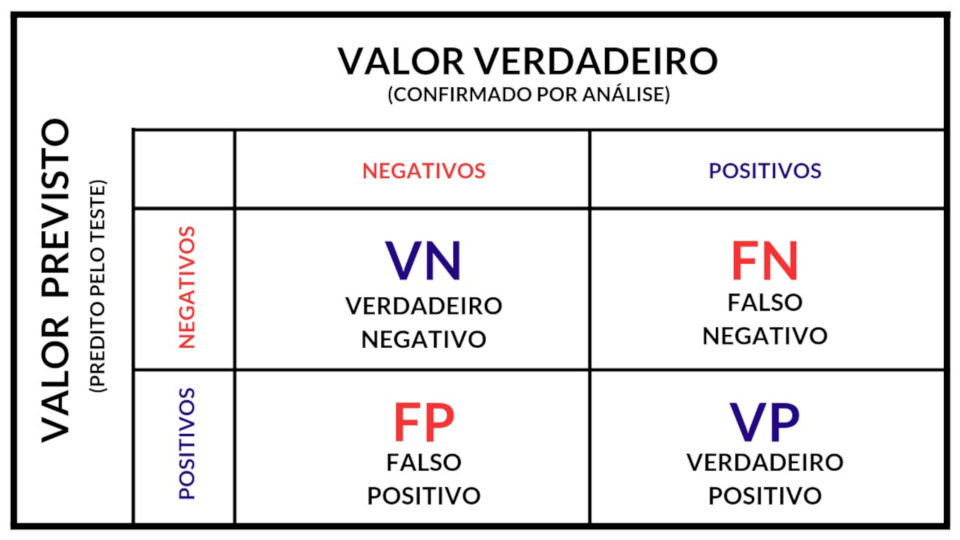 VALOR VERDADEIRO
(CONFIRMADO POR ANÁLISE)
VALOR PREVISTO
(PREDITO PELO TESTE)
NEGATIVOS
POSITIVOS
NEGATIVOS
VN
VERDADEIRO
NEGATIVO
FN
FALSO
NEGATIVO
POSITIVOS
FP
FALSO
POSITIVO
VP
VERDADEIRO
POSITIVO